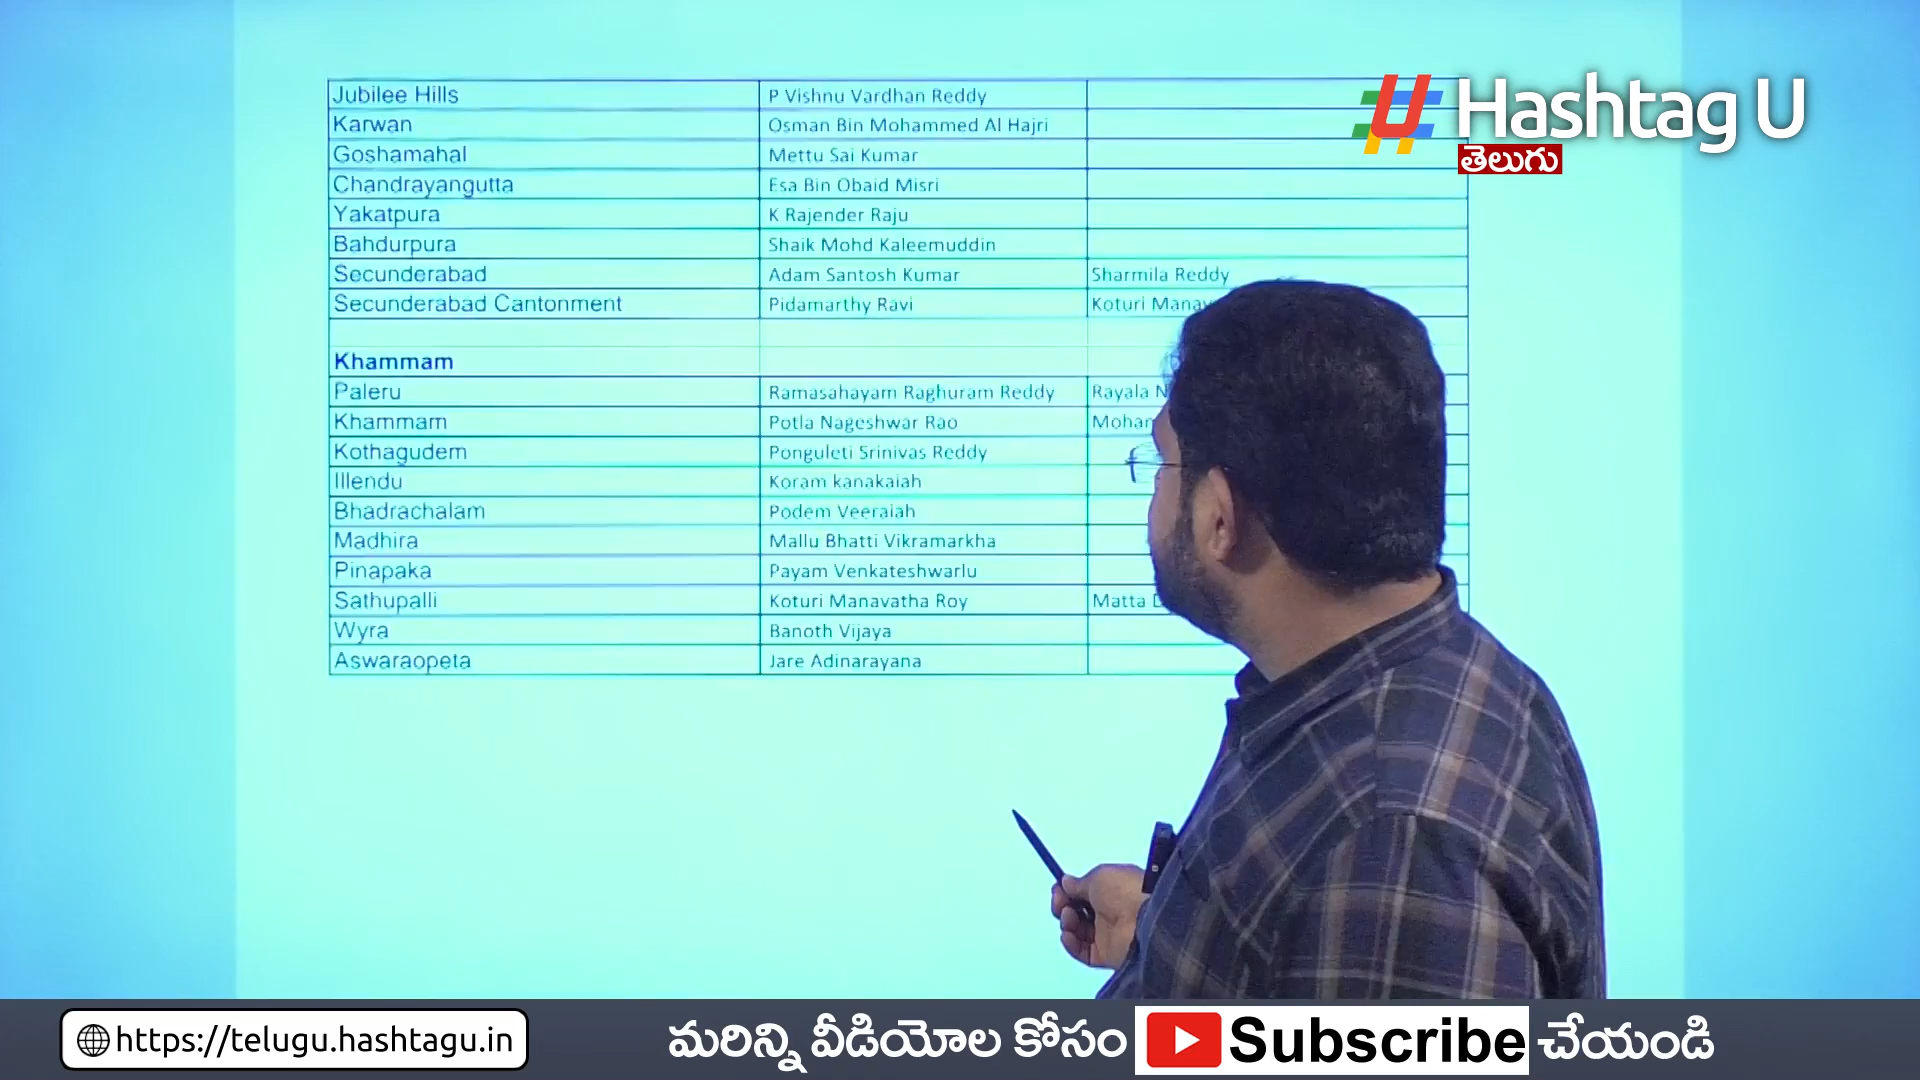 Jubilee Hills P Vishnu Vardhan Reddy
Karwan Osman Bin Mohammed Al Hajri
Goshamahal Mettu Sai Kumar
Chandrayangutta Esa Bin Obaid Misri
Yakatpura K Rajender Raju
Bahdurpura Shaik Mohd Kaleemuddin
Secunderabad Adam Santosh Kumar Sharmila Reddy
Secunderabad Cantonment Pidamarthy Ravi Koturi
Khammam
Paleru Ramasahayam Raghuram Reddy Rayala
Khammam Potla Nageshwar Rao
Kothagudem Ponguleti Srinivas Reddy
Illendu Koram kanakaiah
Bhadrachalam Podem Veeraiah
Madhira Mallu Bhatti Vikramarkha
Pinapaka Payam Venkateshwarlu
Sathupalli Koturi Manavatha Roy Matta
Wyra Banoth Vijaya
Aswaraopeta Jare Adinarayana
Hashtag U
తెలుగు
https://telugu.hashtagu.in
మరిన్ని వీడియోల కోసం Subscribe చేయండి